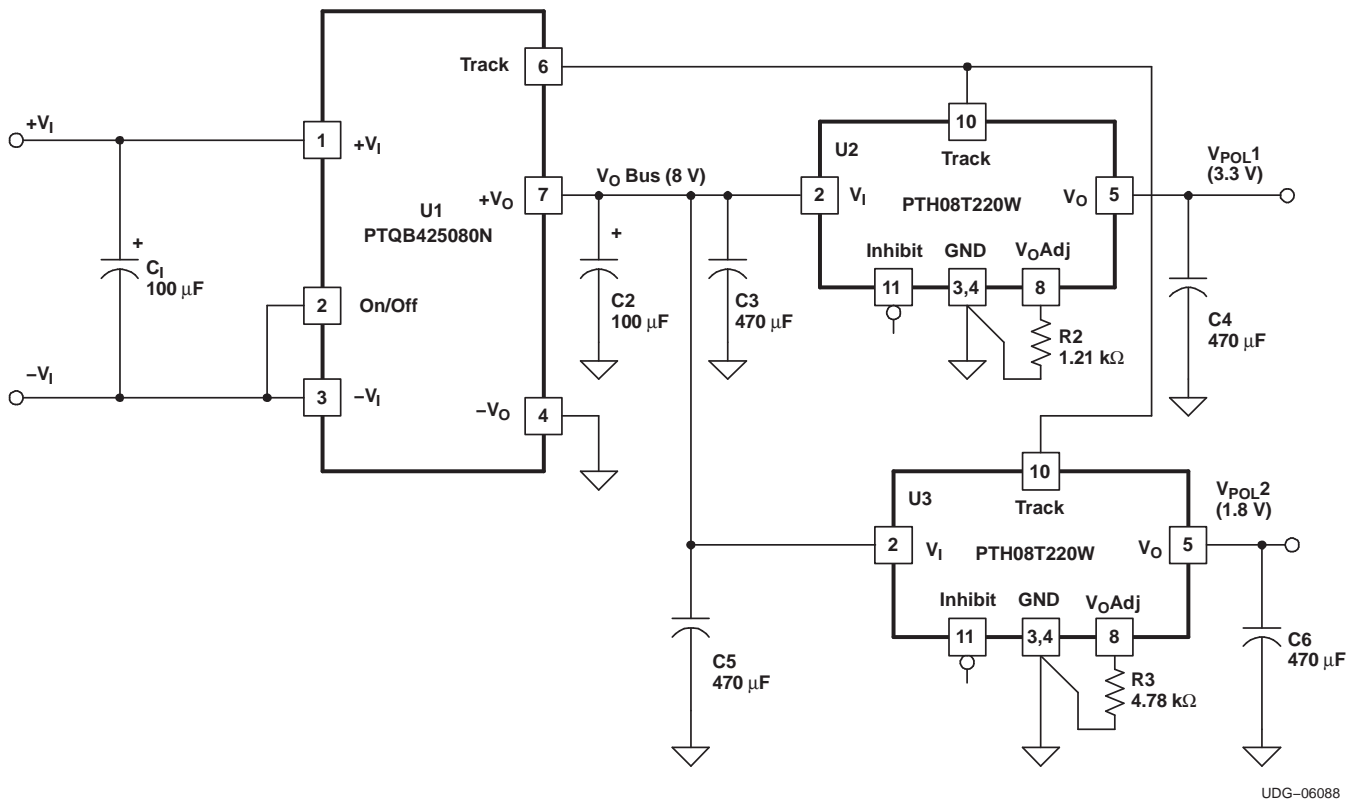 Track
6
+VI
1
+VI
U1
PTQB425080N
+
CI
100 µF
2
On/Off
−VI
3
−VI
+VO
7
−VO
4
VO Bus (8 V)
+
C2
100 µF
C3
470 µF
10
Track
U2
2
VI
PTH08T220W
VO
5
Inhibit
GND
VOAdj
11
3,4
8
R2
1.21 kΩ
VPOL1
(3.3 V)
C4
470 µF
10
Track
U3
2
VI
PTH08T220W
VO
5
Inhibit
GND
VOAdj
11
3,4
8
R3
4.78 kΩ
VPOL2
(1.8 V)
C5
470 µF
C6
470 µF
UDG–06088